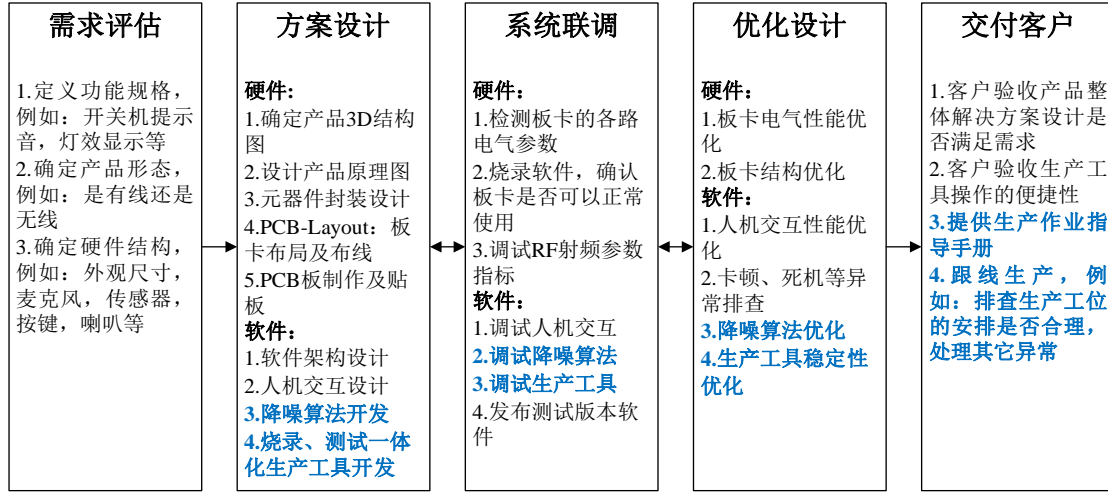 需求评估
1.定义功能规格，
例如：开关机提示
音，灯效显示等
2.确定产品形态，
例如：是有线还是
无线
3.确定硬件结构，
例如：外观尺寸，
麦克风，传感器，
按键，喇叭等
方案设计
硬件:
1.确定产品3D结构
图
2.设计产品原理图
3.元器件封装设计
4.PCB-Layout：板
卡布局及布线
5.PCB板制作及贴
板
软件：
1.软件架构设计
2.人机交互设计
3.降噪算法开发
4.烧录、测试一体
化生产工具开发
系统联调
硬件：
1.检测板卡的各路
电气参数
2.烧录软件，确认
板卡是否可以正常
使用
3.调试RF射频参数
指标
软件：
1.调试人机交互
2.调试降噪算法
3.调试生产工具
4.发布测试版本软
件
优化设计
硬件：
1.板卡电气性能优
化
2.板卡结构优化
软件：
1.人机交互性能优
化
2.卡顿、死机等异
常排查
3.降噪算法优化
4.生产工具稳定性
优化
交付客户
1.客户验收产品整
体解决方案设计是
否满足需求
2.客户验收生产工
具操作的便捷性
3.提供生产作业指
导手册
4.跟线生产，例
如：排查生产工位
的安排是否合理，
处理其它异常